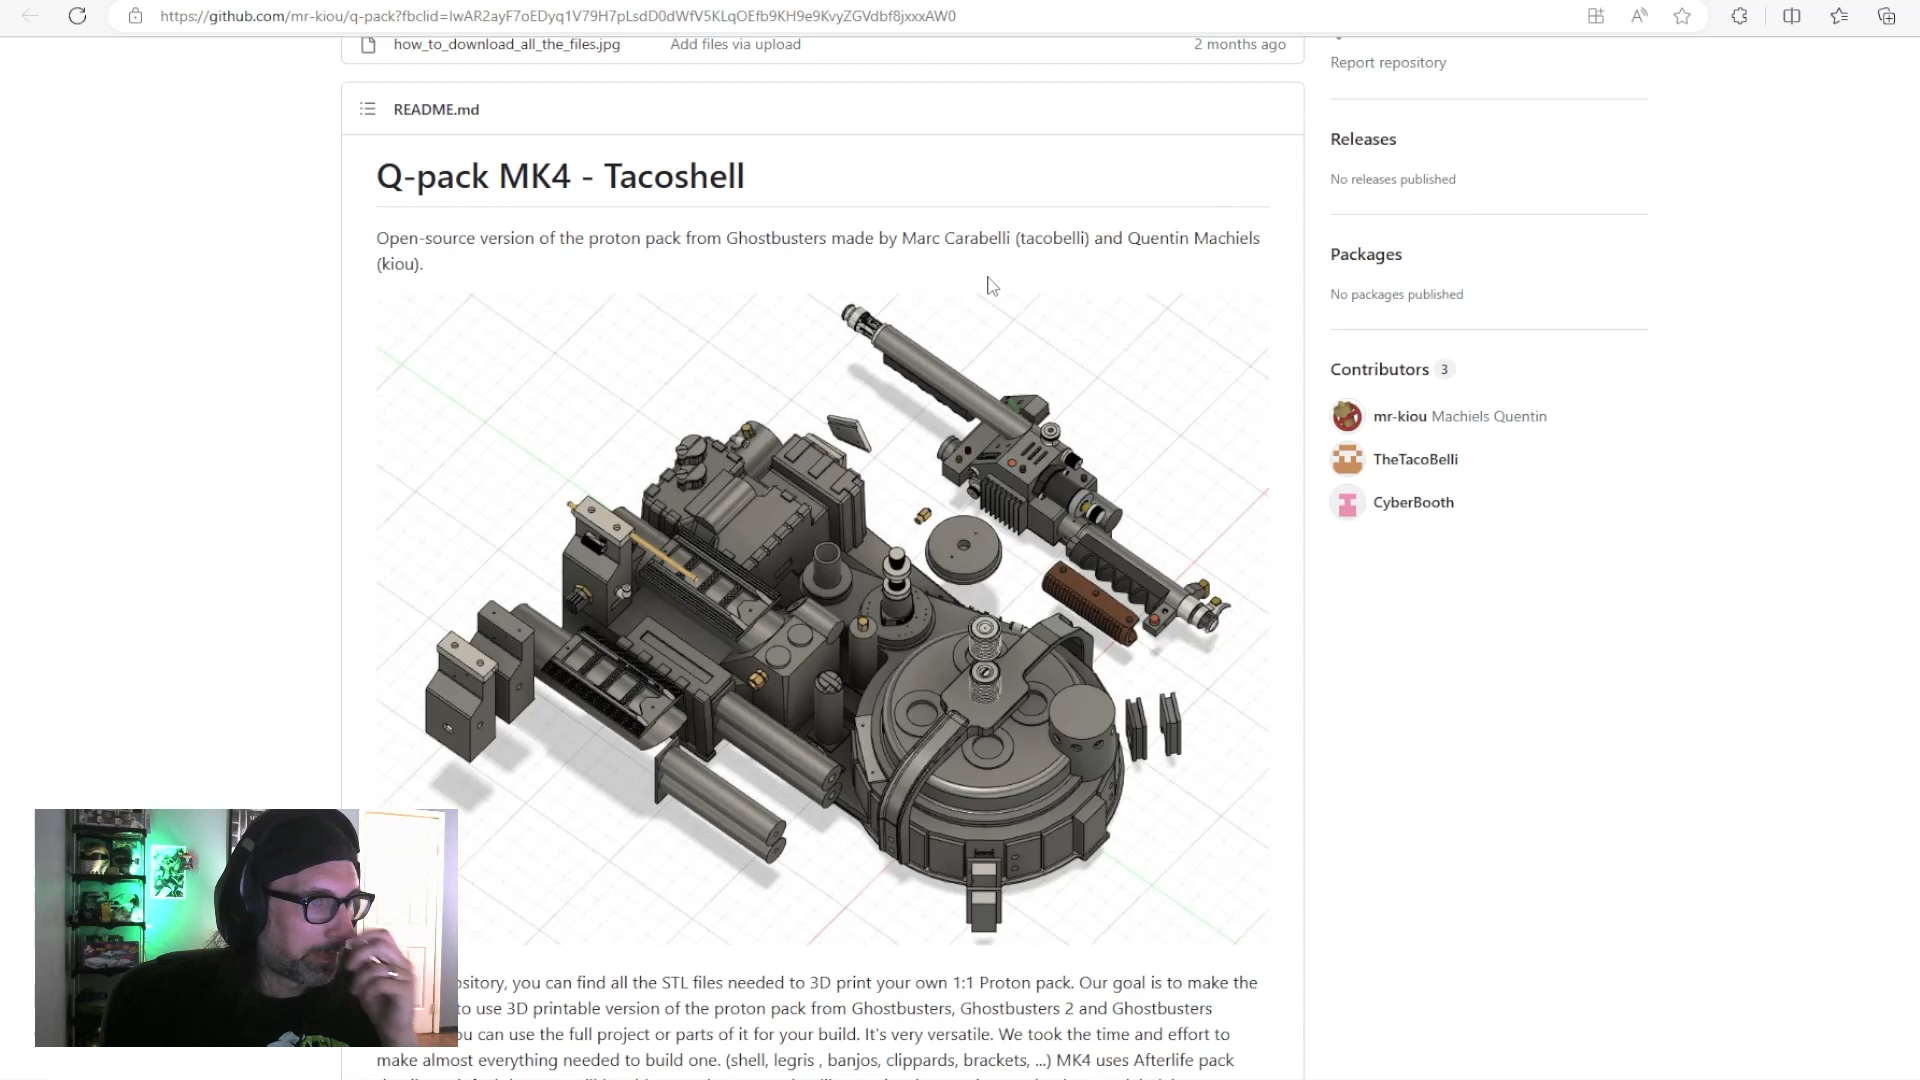 https://github.com/mr-kiou/q-pack?fbclid=IwAR2ayF7oEDyq1V79H7pLsdD0dWfV5KLqOEfb9KH9e9KvyZGVdbf8jxxxAW0
how_to_download_all_the_files.jpg Add files via upload 2 months ago
Report repository
README.md
Releases
No releases published
Q-pack MK4 - Tacoshell
Open-source version of the proton pack from Ghostbusters made by Marc Carabelli (tacobelli) and Quentin Machiels
(kiou).
Packages
No packages published
Contributors 3
mr-kiou Machiels Quentin
TheTacoBelli
CyberBooth
you can find all the STL files needed to 3D print your own 1:1 Proton pack. Our goal is to make the
to use 3D printable version of the proton pack from Ghostbusters, Ghostbusters 2 and Ghostbusters
can use the full project or parts of it for your build. It's very versatile. We took the time and effort to
make almost everything needed to build one. (shell, legris , banjos, clippards, brackets, ...) MK4 uses Afterlife pack